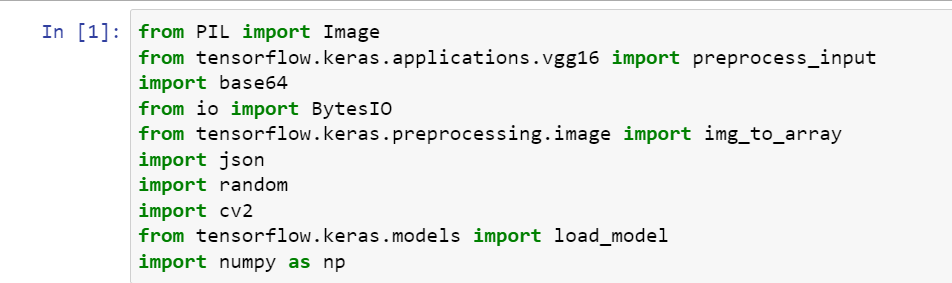 In [1]: from PIL import Image
from tensorflow.keras.applications.vgg16 import preprocess_input
import base64
from io import BytesIO
from tensorflow.keras.preprocessing.image import img_to_array
import json
import random
import cv2
from tensorflow.keras.models import load_model
import numpy as np